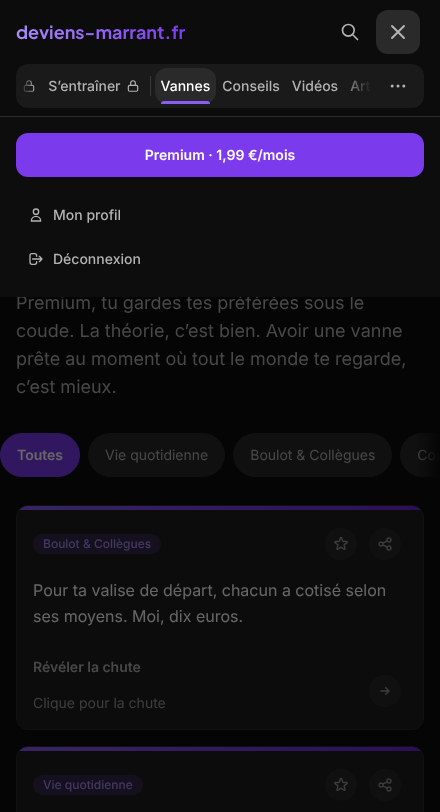 deviens-marrant.fr
S’entraîner
Vannes
Conseils
Vidéos
Art
Premium · 1,99 €/mois
Mon profil
Déconnexion
Premium, tu gardes tes préférées sous le
coude. La théorie, c’est bien. Avoir une vanne
prête au moment où tout le monde te regarde,
c’est mieux.
Toutes
Vie quotidienne
Boulot & Collègues
Boulot & Collègues
Pour ta valise de départ, chacun a cotisé selon
ses moyens. Moi, dix euros.
Révéler la chute
Clique pour la chute
Vie quotidienne